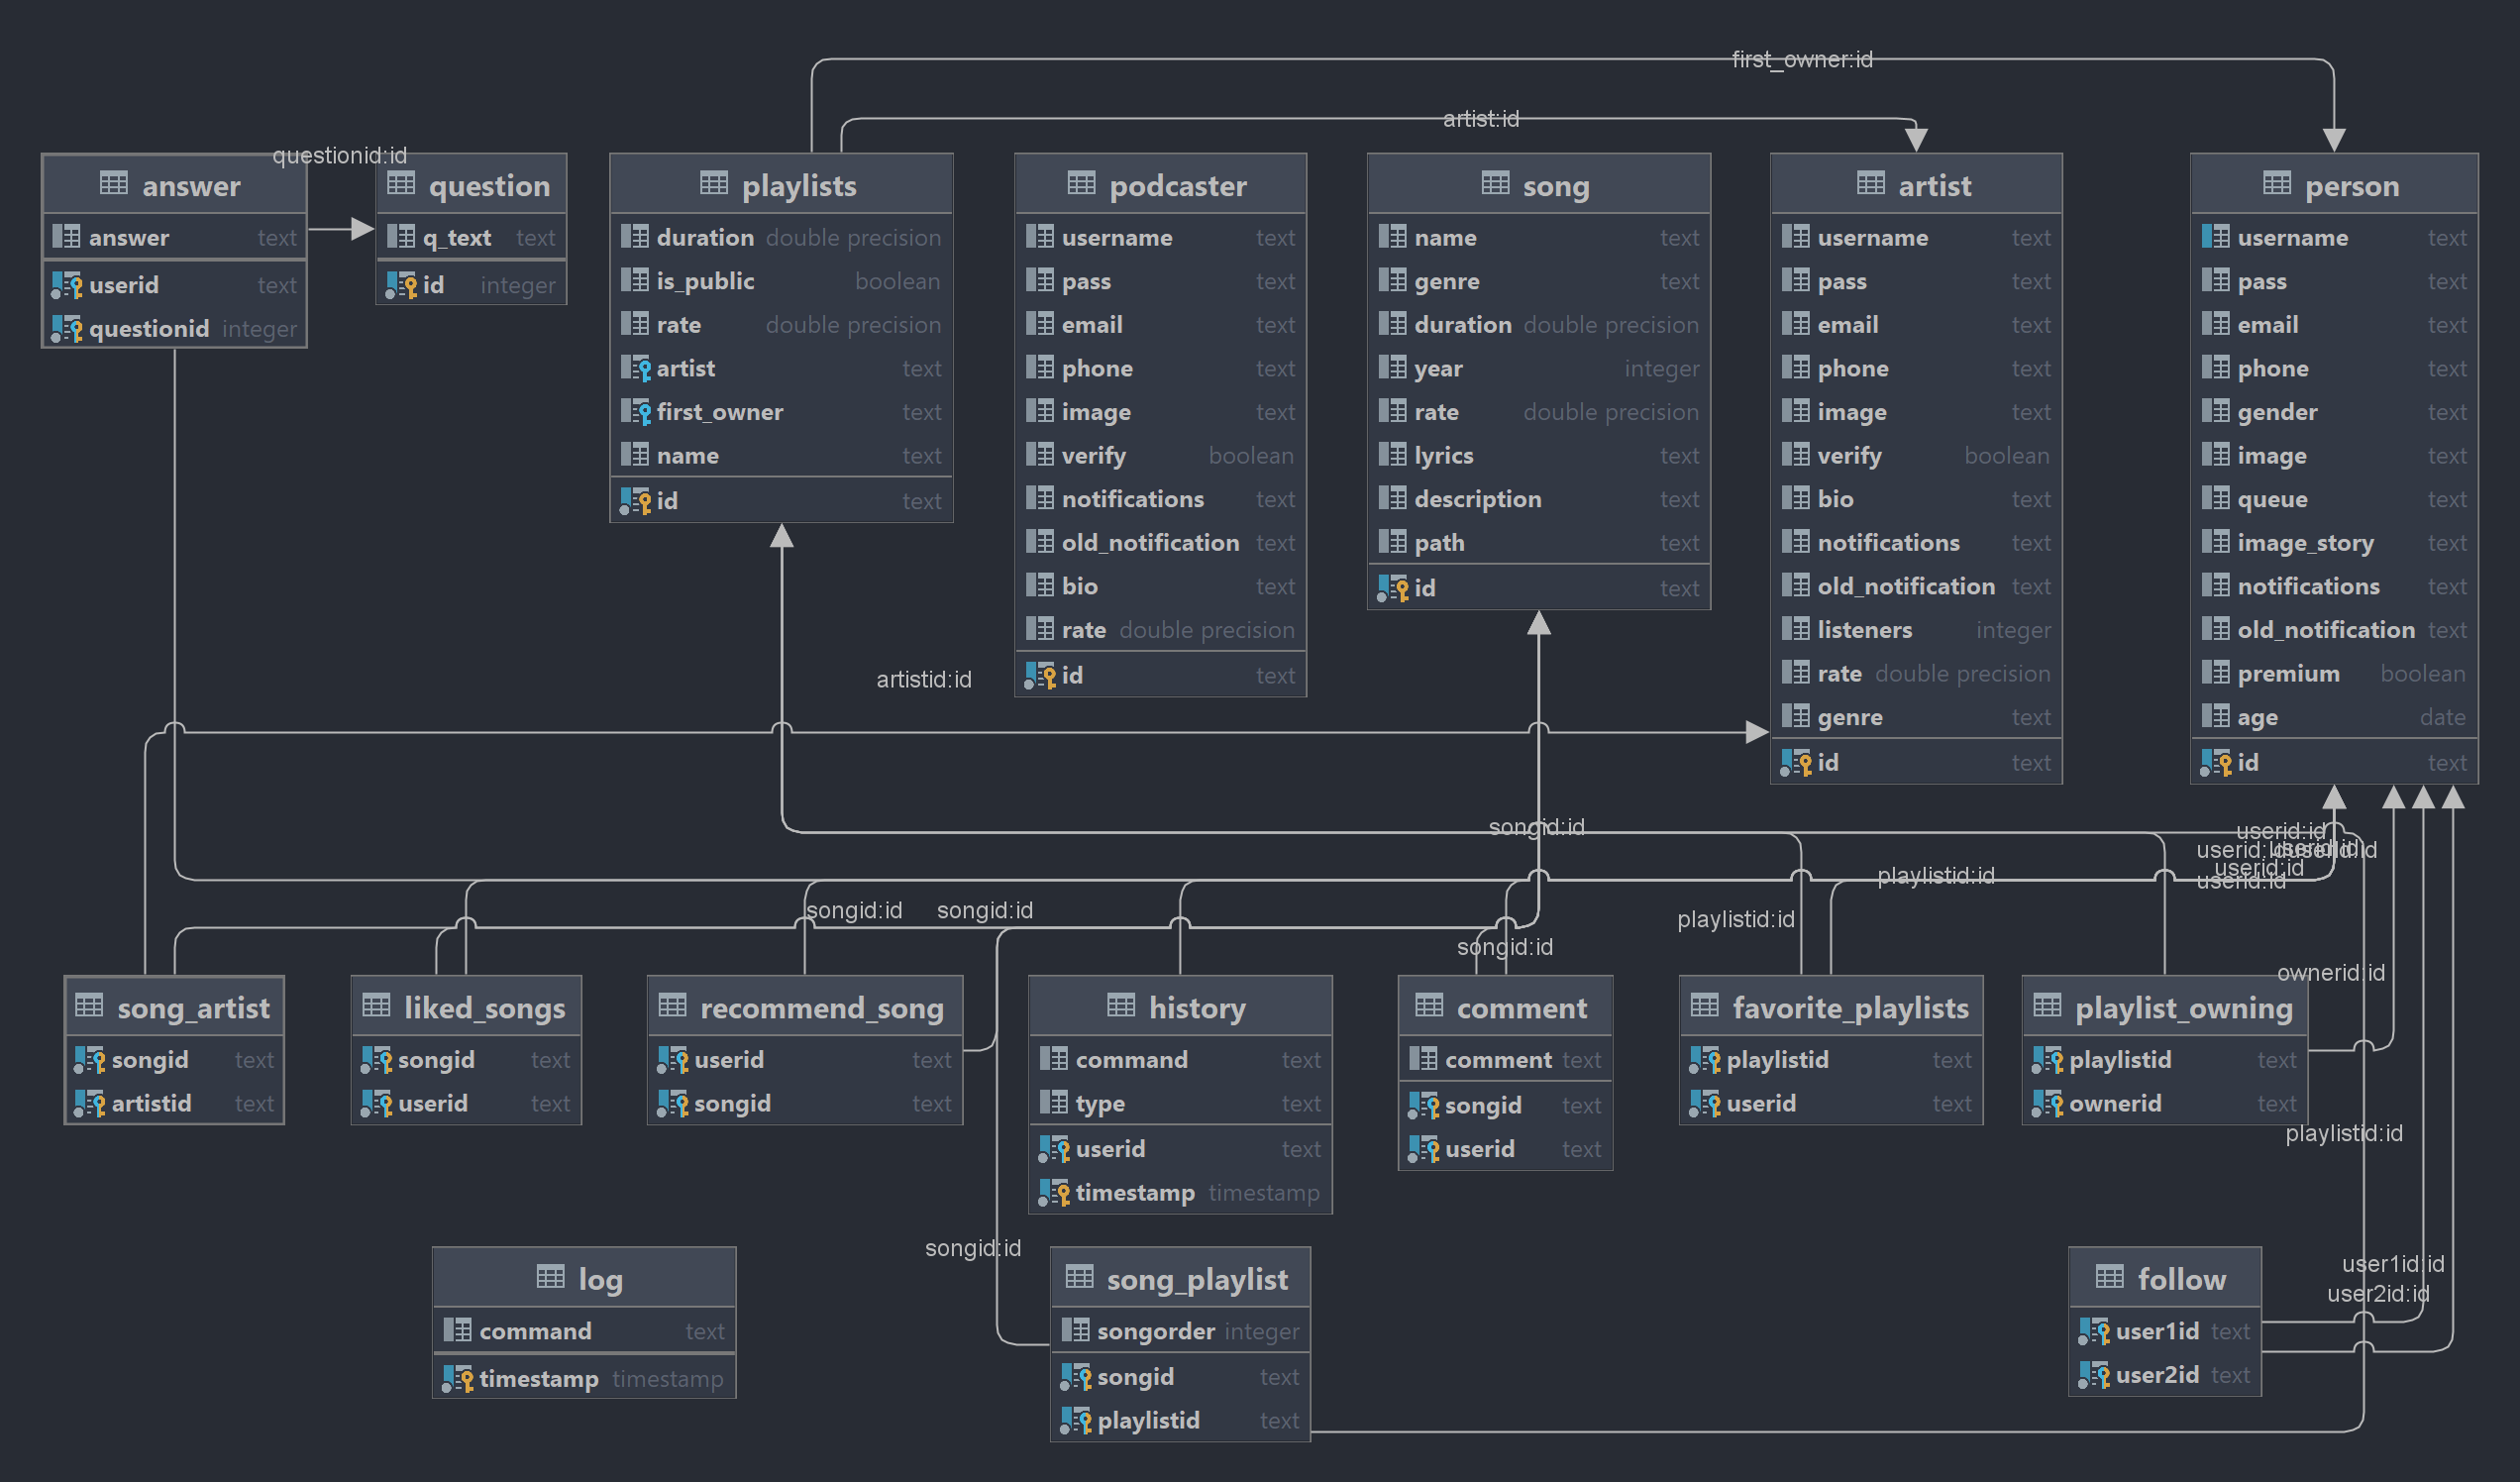 first_owner:id
artist:id
questionid:id
answer
answer text
userid text
questionid integer
question
q_text text
id integer
playlists
duration double precision
is_public boolean
rate double precision
artist text
first_owner text
name text
id text
podcaster
username text
pass text
email text
phone text
image text
verify boolean
notifications text
old_notification text
bio text
rate double precision
id text
song
name text
genre text
duration double precision
year integer
rate double precision
lyrics text
description text
path text
id text
artist
username text
pass text
email text
phone text
image text
verify boolean
bio text
notifications text
old_notification text
listeners integer
rate double precision
genre text
id text
person
username text
pass text
email text
phone text
gender text
image text
queue text
image_story text
notifications text
old_notification text
premium boolean
age date
id text
artistid:id
songid:id
userid:id
userid:id
userid:id
userid:id
userid:id
userid:id
playlistid:id
songid:id
songid:id
playlistid:id
songid:id
ownerid:id
song_artist
songid text
artistid text
liked_songs
songid text
userid text
recommend_song
userid text
songid text
history
command text
type text
userid text
timestamp timestamp
comment
comment text
songid text
userid text
favorite_playlists
playlistid text
userid text
playlist_owning
playlistid text
ownerid text
playlistid:id
songid:id
log
command text
timestamp timestamp
song_playlist
songorder integer
songid text
playlistid text
follow
user1id text
user2id text
user1id:id
user2id:id